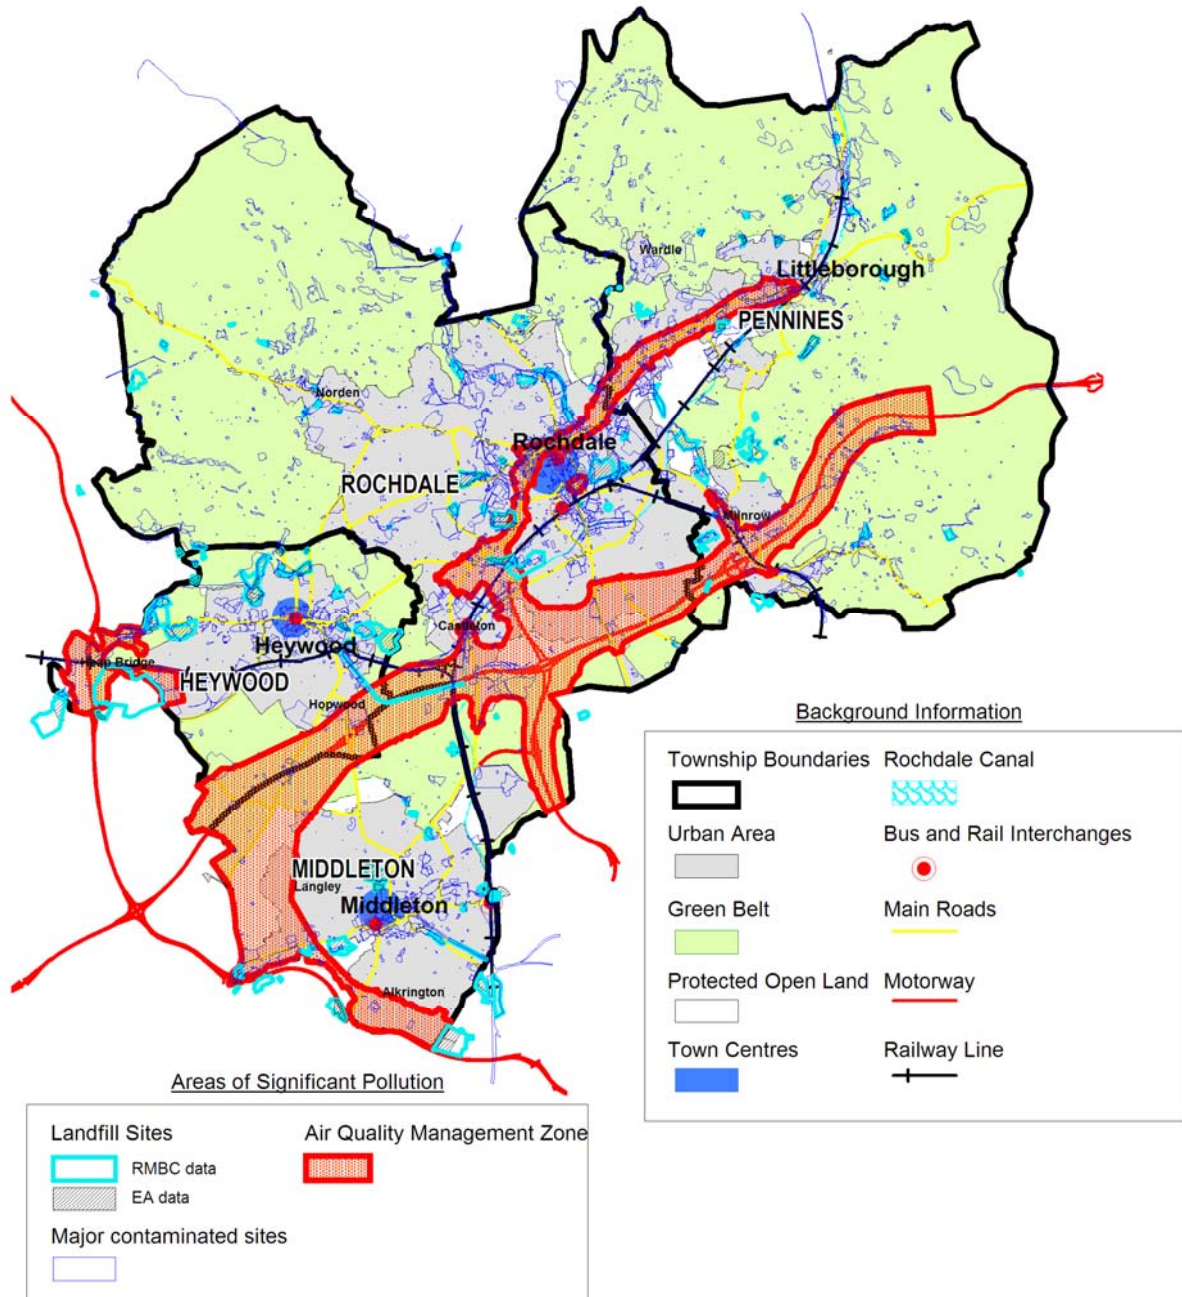 Wardle
Littleborough
PENNINES
Norden
Rochdale
ROCHDALE
Milnrow
Castleton
Heywood
Heap Bridge
HEYWOOD
Hopwood
MIDDLETON
Langley
Middleton
Alkrington
Background Information
Township Boundaries Rochdale Canal
Urban Area Bus and Rail Interchanges
Green Belt Main Roads
Protected Open Land Motorway
Town Centres Railway Line
Areas of Significant Pollution
Landfill Sites Air Quality Management Zone
RMBC data
EA data
Major contaminated sites